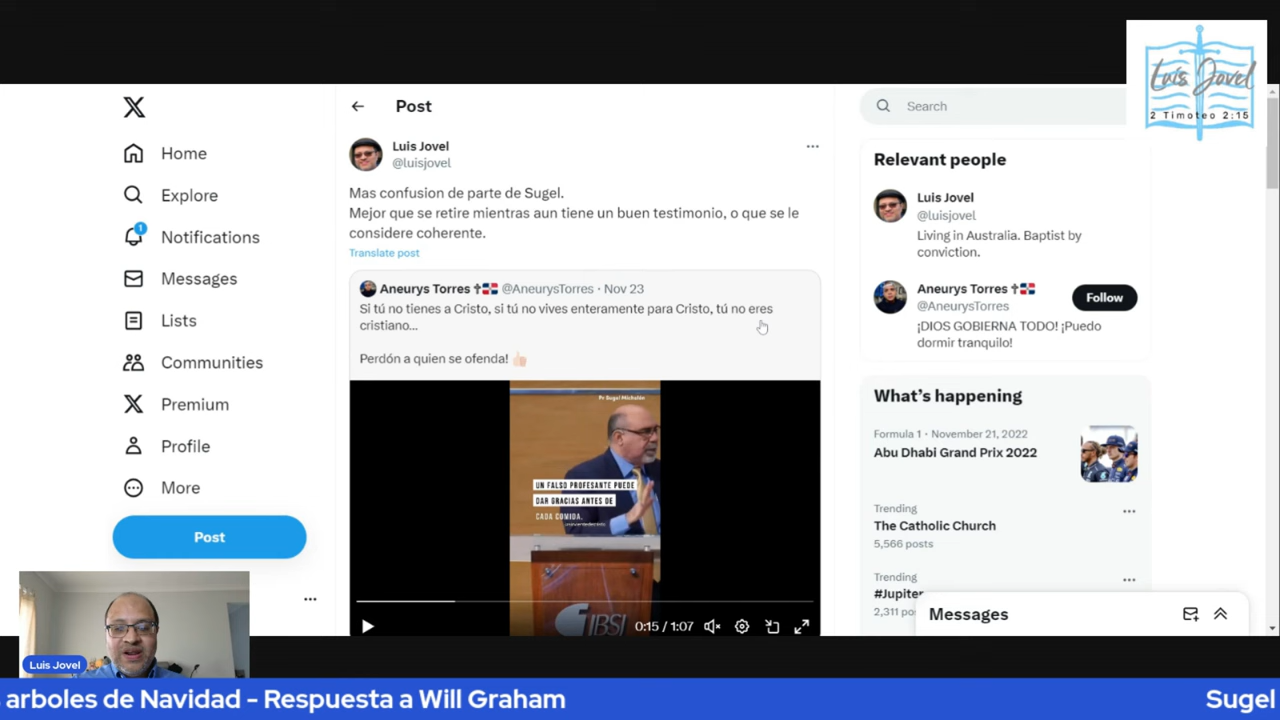 Luis Jovel
2 Timoteo 2:15
Home
Explore
1
Notifications
Messages
Lists
Communities
Premium
Profile
More
Post
Post
Luis Jovel
@luisjovel
Mas confusion de parte de Sugel.
Mejor que se retire mientras aun tiene un buen testimonio, o que se le
considere coherente.
Translate post
Aneurys Torres @AneurysTorres · Nov 23
Si tú no tienes a Cristo, si tú no vives enteramente para Cristo, tú no eres
cristiano...
Perdón a quien se ofenda!
Pr Sugel Michelén
UN FALSO PROFESANTE PUEDE
DAR GRACIAS ANTES DE
CADA COMIDA.
IBSJ
0:15 / 1:07
Search
Relevant people
Luis Jovel
@luisjovel
Living in Australia. Baptist by
conviction.
Aneurys Torres
@AneurysTorres
Follow
¡DIOS GOBIERNA TODO! ¡Puedo
dormir tranquilo!
What's happening
Formula 1 · November 21, 2022
Abu Dhabi Grand Prix 2022
Trending
The Catholic Church
5,566 posts
Trending
#Jupiter
2,311 pos
Messages
Luis Jovel
s arboles de Navidad - Respuesta a Will Graham
Sugel